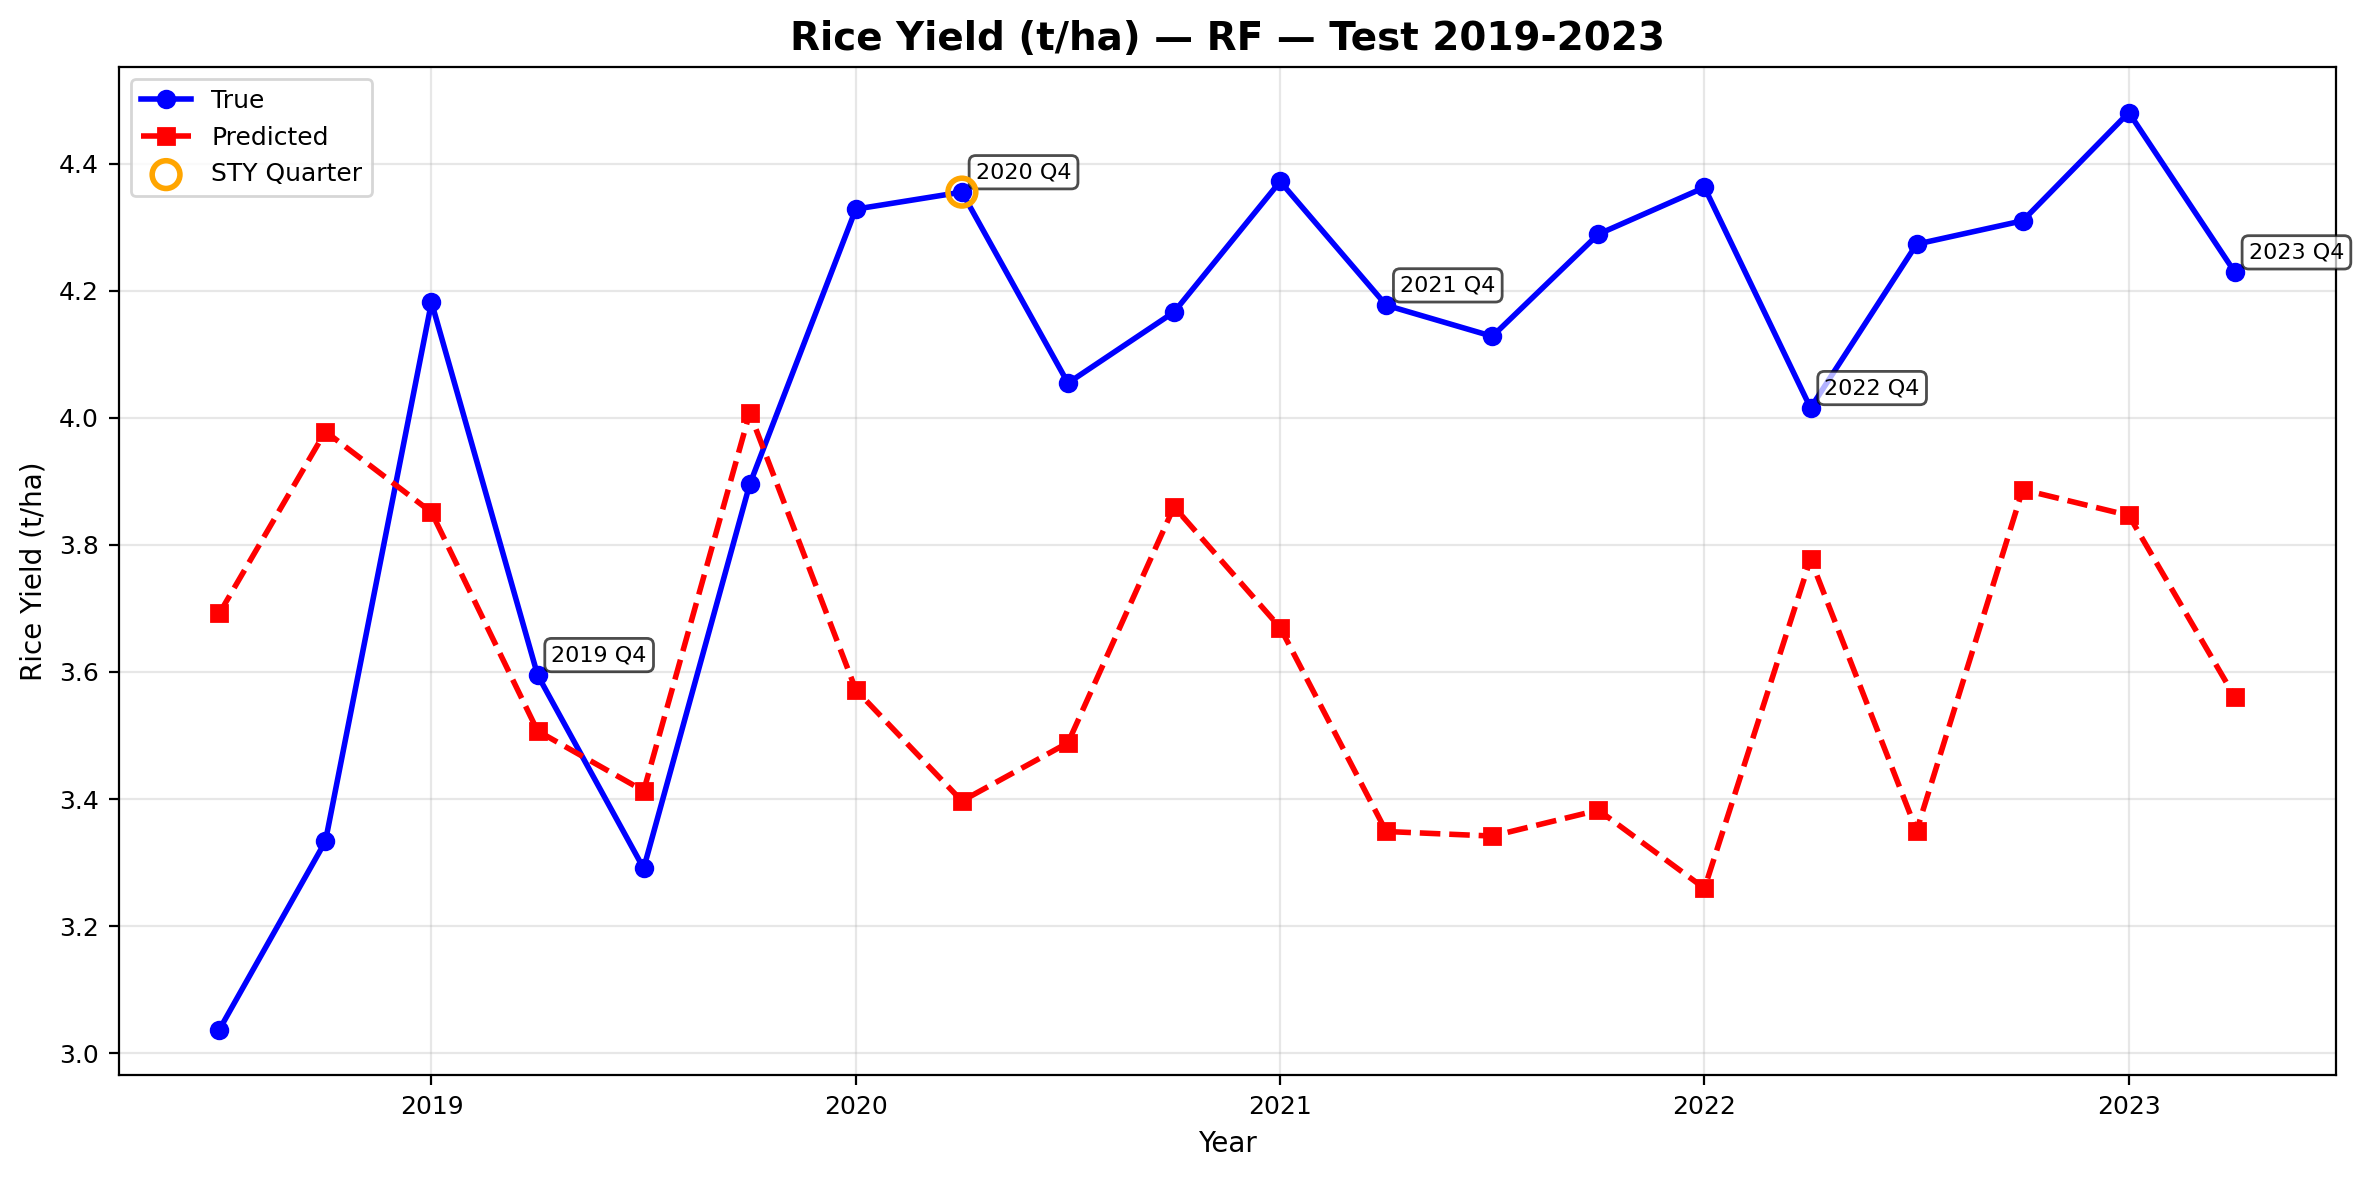 Rice Yield (t/ha) — RF — Test 2019-2023
True
Predicted
STY Quarter
2020 Q4
2021 Q4
2023 Q4
2022 Q4
2019 Q4
Rice Yield (t/ha)
4.4
4.2
4.0
3.8
3.6
3.4
3.2
3.0
2019
2020
2021
2022
2023
Year